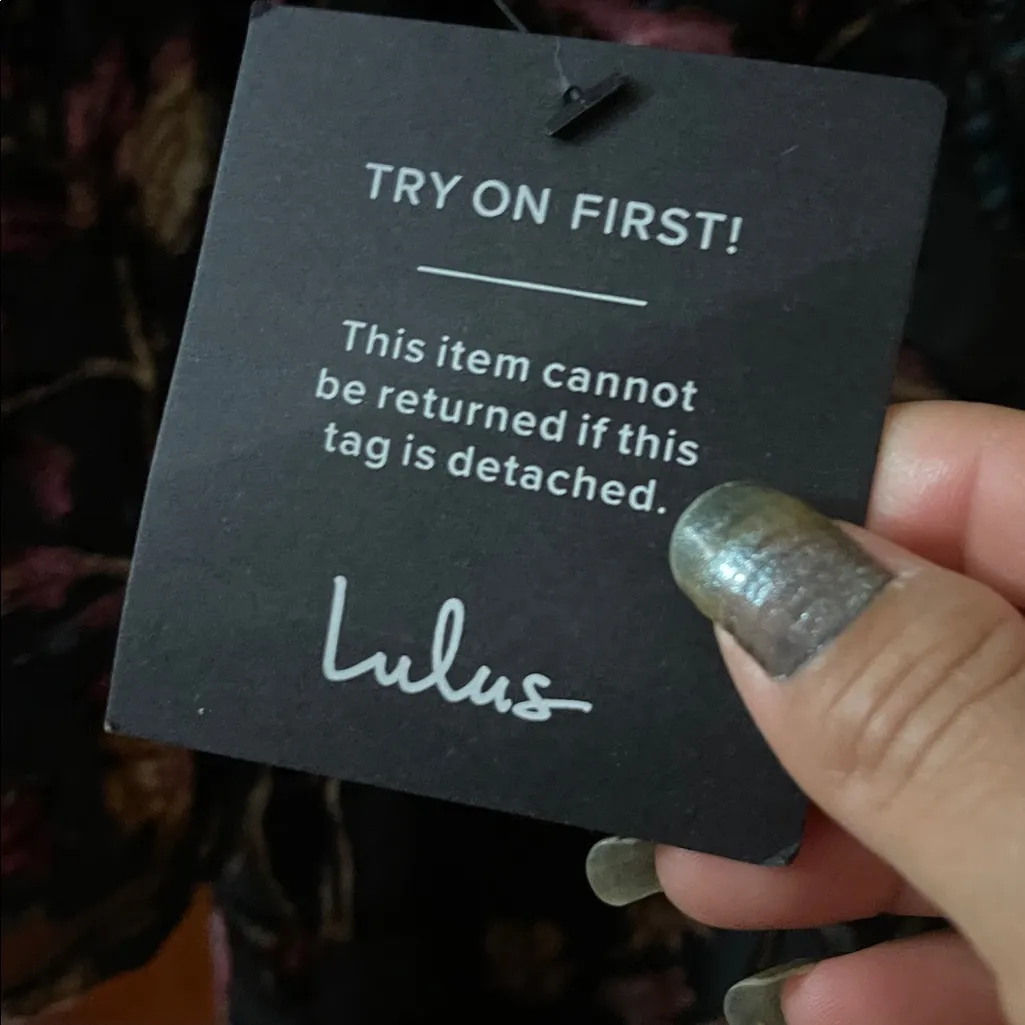 TRY ON FIRST!
This item cannot
be returned if this
tag is detached.
Lulus